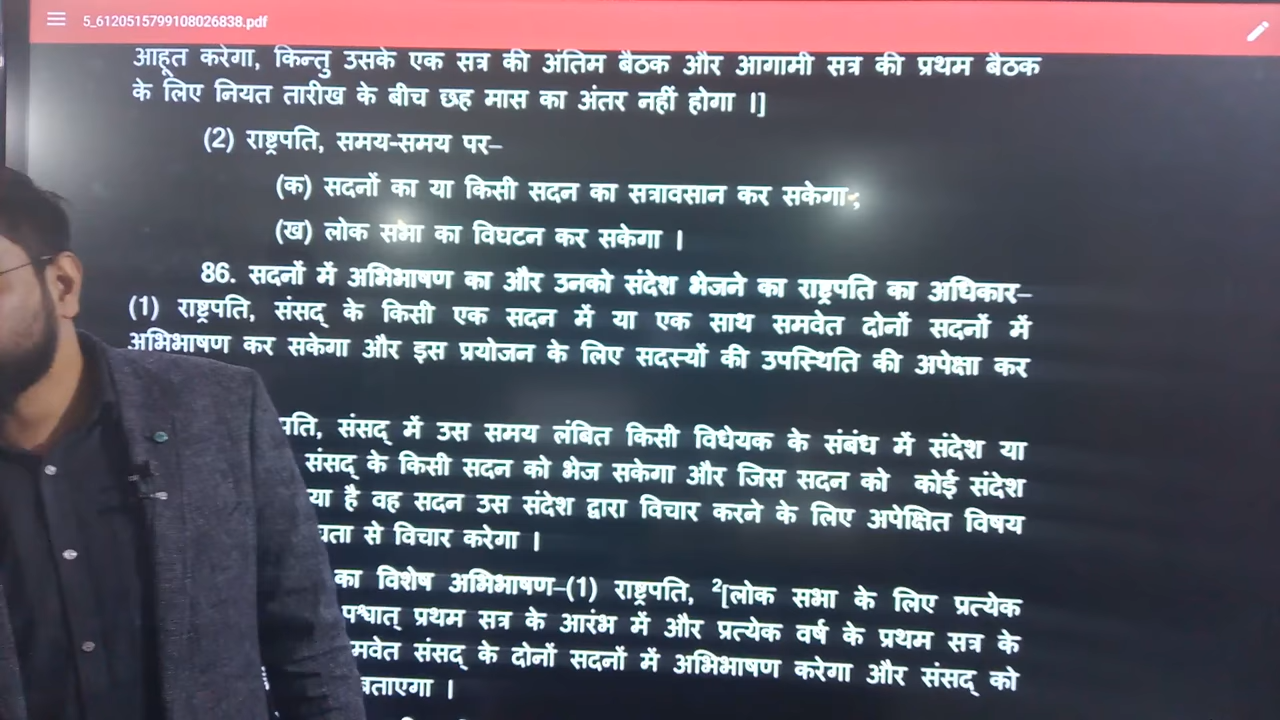 5_6120515799108026838.pdf
आहूत करेगा, किन्तु उसके एक सत्र की अंतिम बैठक और आगामी सत्र की प्रथम बैठक
के लिए नियत तारीख के बीच छह मास का अंतर नहीं होगा ।]
(2) राष्ट्रपति, समय-समय पर–
(क) सदनों का या किसी सदन का सत्रावसान कर सकेगा ;
(ख) लोक सभा का विघटन कर सकेगा ।
86. सदनों में अभिभाषण का और उनको संदेश भेजने का राष्ट्रपति का अधिकार–
(1) राष्ट्रपति, संसद् के किसी एक सदन में या एक साथ समवेत दोनों सदनों में
अभिभाषण कर सकेगा और इस प्रयोजन के लिए सदस्यों की उपस्थिति की अपेक्षा कर
पति, संसद् में उस समय लंबित किसी विधेयक के संबंध में संदेश या
संसद् के किसी सदन को भेज सकेगा और जिस सदन को कोई संदेश
या है वह सदन उस संदेश द्वारा विचार करने के लिए अपेक्षित विषय
से विचार करेगा ।
का विशेष अभिभाषण–(1) राष्ट्रपति, ²[लोक सभा के लिए प्रत्येक
पश्चात् प्रथम सत्र के आरंभ में और प्रत्येक वर्ष के प्रथम सत्र के
मवेत संसद् के दोनों सदनों में अभिभाषण करेगा और संसद् को
बताएगा ।